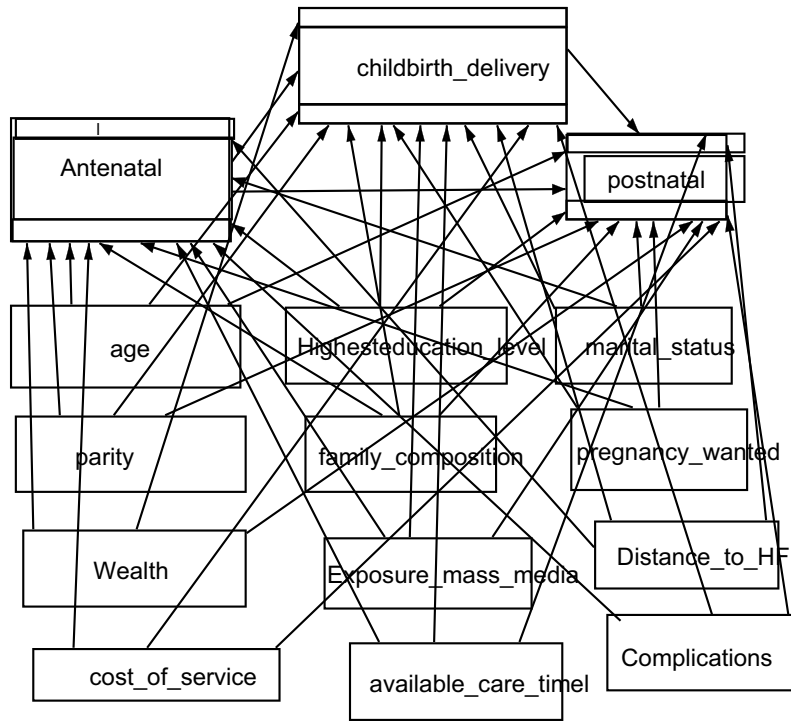 childbirth_delivery
l
Antenatal
postnatal
age
Highesteducation_level
marital_status
parity
family_composition
pregnancy_wanted
Wealth
Exposure_mass_media
Distance_to_HF
cost_of_service
available_care_timel
Complications